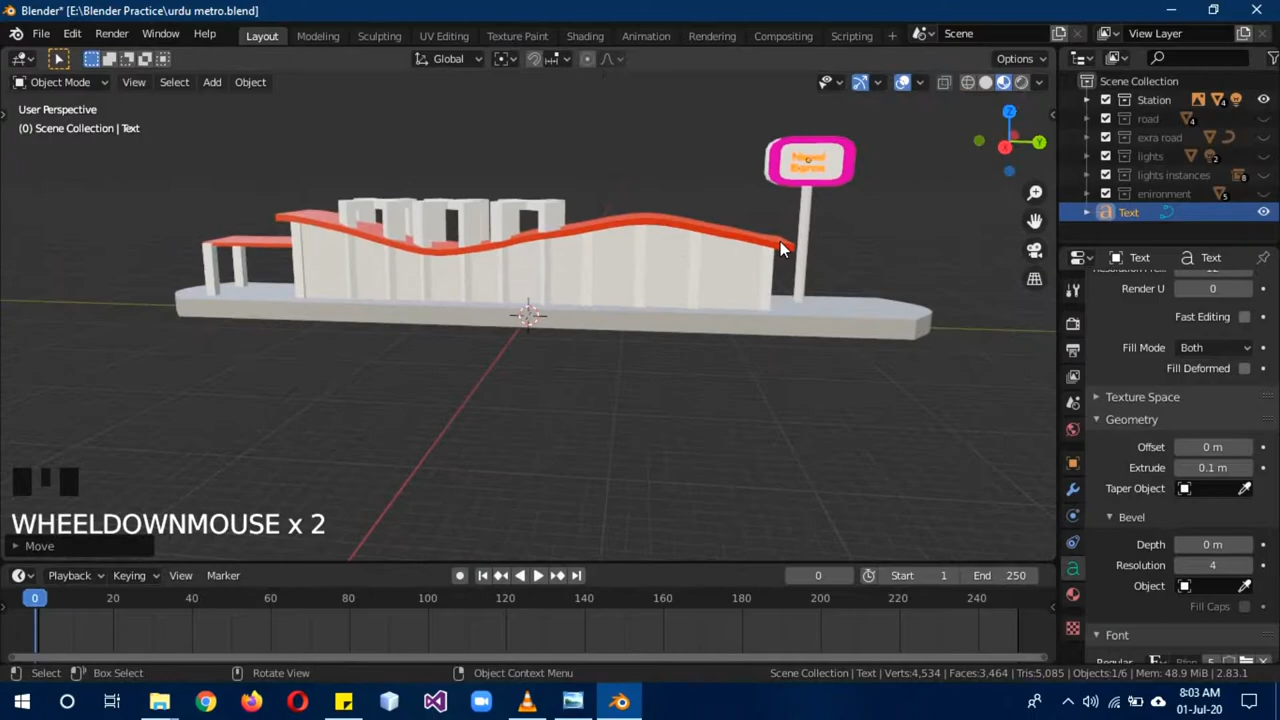 Blender* [E:\Blender Practice\urdu metro.blend]
File Edit Render Window Help Layout Modeling Sculpting UV Editing Texture Paint Shading Animation Rendering Compositing Scripting + Scene View Layer
Global Options
Object Mode View Select Add Object
User Perspective
(0) Scene Collection | Text
Scene Collection
Station
road
exra road
lights
lights instances
enironment
Text
Text Text
Render U 0
Fast Editing
Fill Mode Both
Fill Deformed
Texture Space
Geometry
Offset 0 m
Extrude 0.1 m
Taper Object
Bevel
Depth 0 m
Resolution 4
Object
Fill Caps
Font
X
Y
Z
Express
WHEELDOWNMOUSE x 2
Move
Playback Keying View Marker 0 Start 1 End 250
0 20 40 60 80 100 120 140 160 180 200 220 240
Select Box Select Rotate View Object Context Menu Scene Collection | Text | Verts:4,534 | Faces:3,464 | Tris:5,085 | Objects:1/6 | Mem: 48.9 MiB | 2.83.1
8:03 AM
01-Jul-20